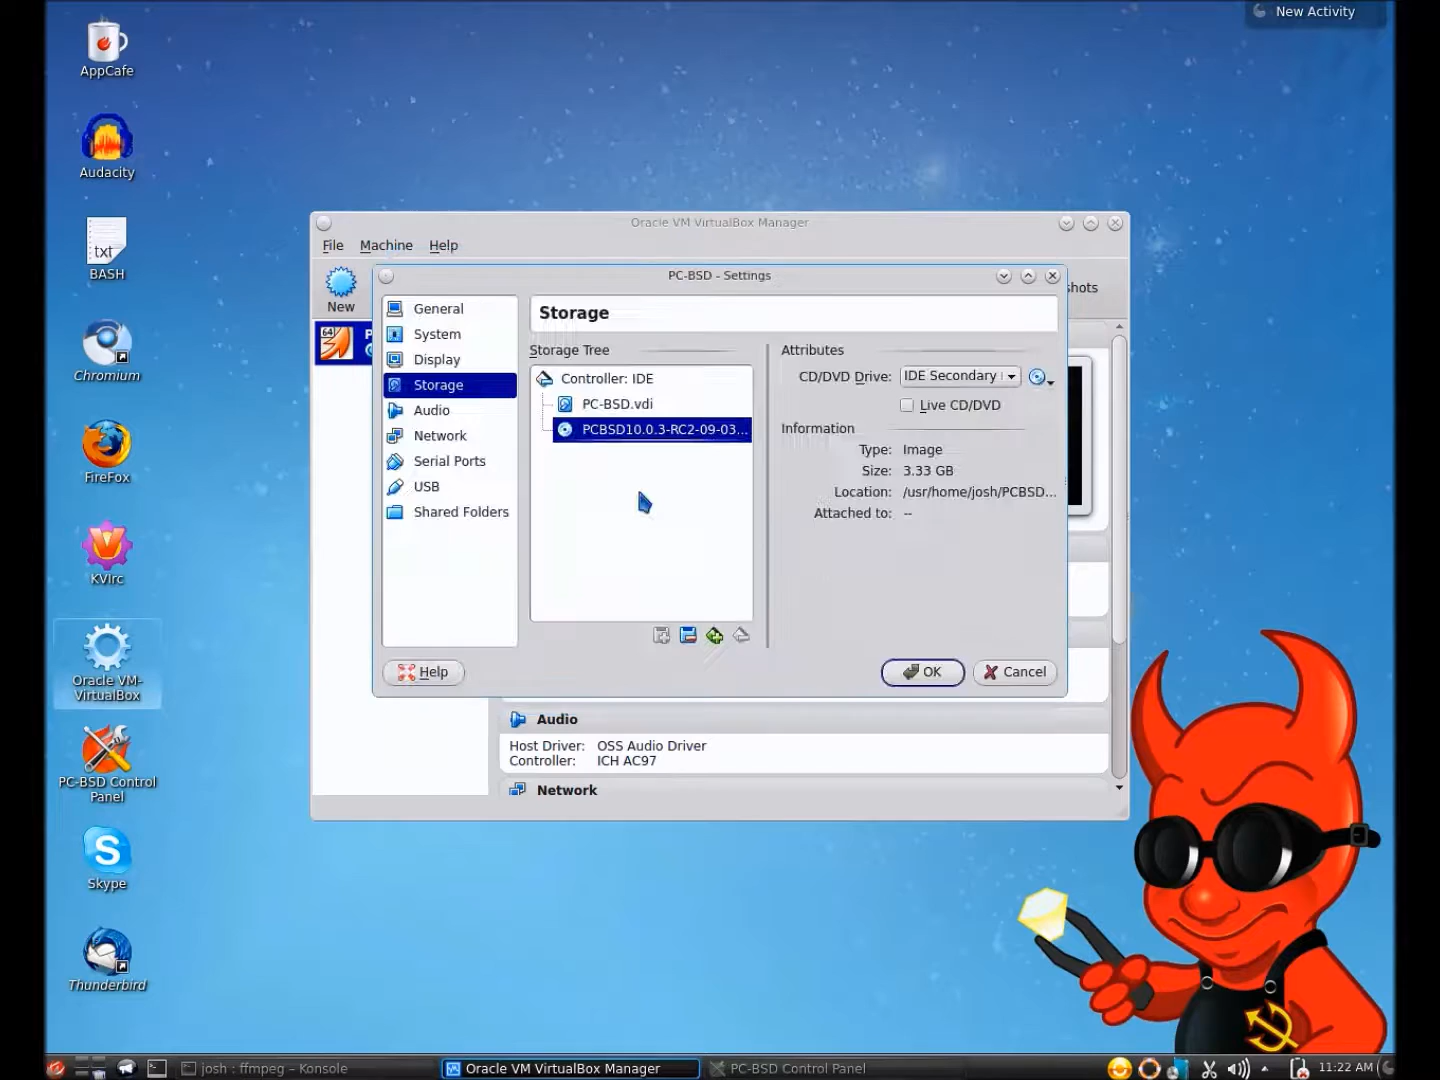 New Activity
AppCafe
Audacity
txt
BASH
Chromium
FireFox
KVIrc
Oracle VM-
VirtualBox
PC-BSD Control
Panel
Skype
Thunderbird
Oracle VM VirtualBox Manager
File Machine Help
New
64
shots
PC-BSD - Settings
General
System
Display
Storage
Audio
Network
Serial Ports
USB
Shared Folders
Storage
Storage Tree
Controller: IDE
PC-BSD.vdi
PCBSD10.0.3-RC2-09-03...
Attributes
CD/DVD Drive: IDE Secondary
Live CD/DVD
Information
Type: Image
Size: 3.33 GB
Location: /usr/home/josh/PCBSD...
Attached to: --
Help
OK
Cancel
Audio
Host Driver: OSS Audio Driver
Controller: ICH AC97
Network
josh : ffmpeg – Konsole
Oracle VM VirtualBox Manager
PC-BSD Control Panel
11:22 AM